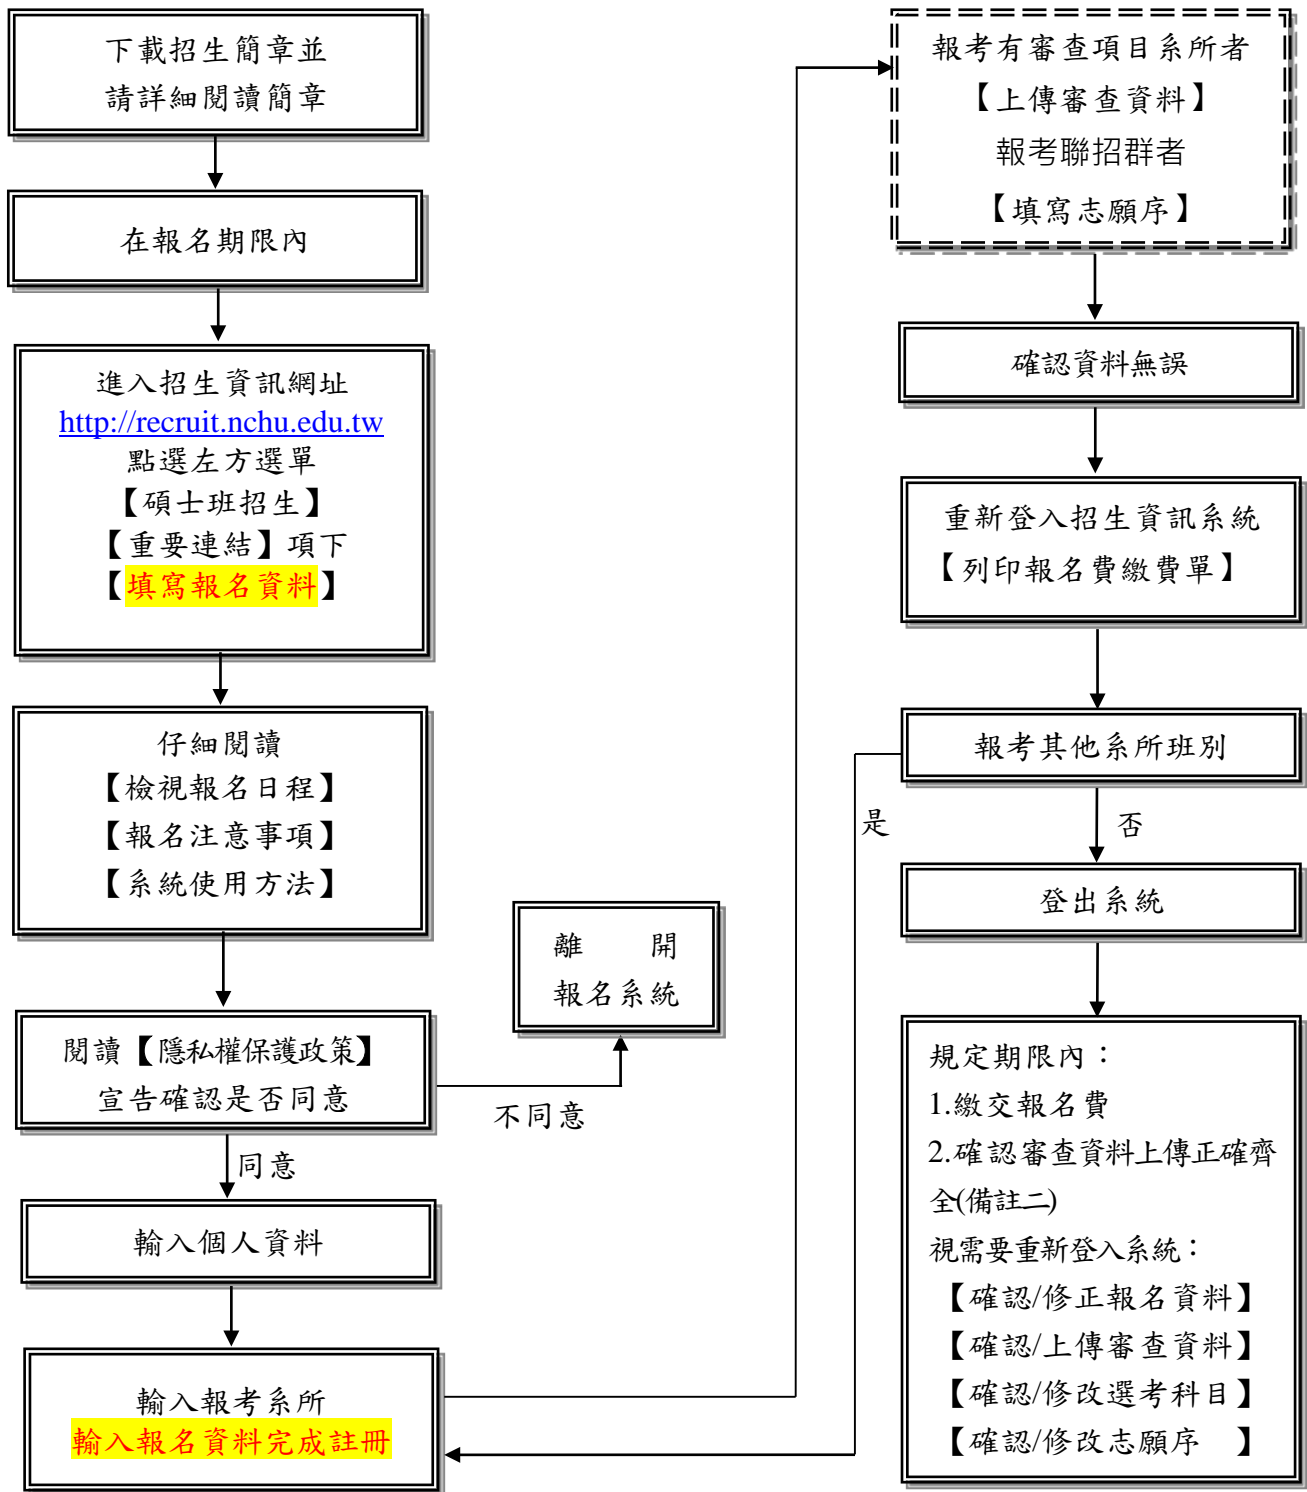 下載招生簡章並
請詳細閱讀簡章
在報名期限內
進入招生資訊網址
http://recruit.nchu.edu.tw
點選左方選單
【碩士班招生】
【重要連結】項下
【填寫報名資料】
仔細閱讀
【檢視報名日程】
【報名注意事項】
【系統使用方法】
閱讀【隱私權保護政策】
宣告確認是否同意
不同意
離　　開
報名系統
同意
輸入個人資料
輸入報考系所
輸入報名資料完成註冊
報考有審查項目系所者
【上傳審查資料】
報考聯招群者
【填寫志願序】
確認資料無誤
重新登入招生資訊系統
【列印報名費繳費單】
報考其他系所班別
是
否
登出系統
規定期限內：
1.繳交報名費
2.確認審查資料上傳正確齊
全(備註二)
視需要重新登入系統：
【確認/修正報名資料】
【確認/上傳審查資料】
【確認/修改選考科目】
【確認/修改志願序　】